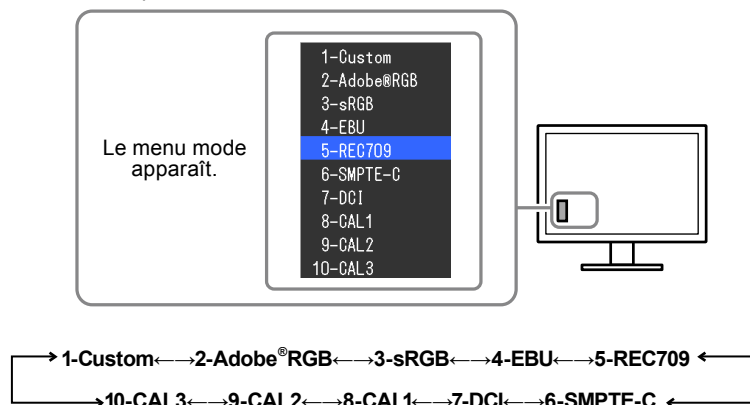 Le menu mode
apparaît.
1-Custom
2-Adobe®RGB
3-sRGB
4-EBU
5-REC709
6-SMPTE-C
7-DCI
8-CAL1
9-CAL2
10-CAL3
1-Custom←→2-Adobe®RGB←→3-sRGB←→4-EBU←→5-REC709
10-CAL3←→9-CAL2←→8-CAL1←→7-DCI←→6-SMPTE-C